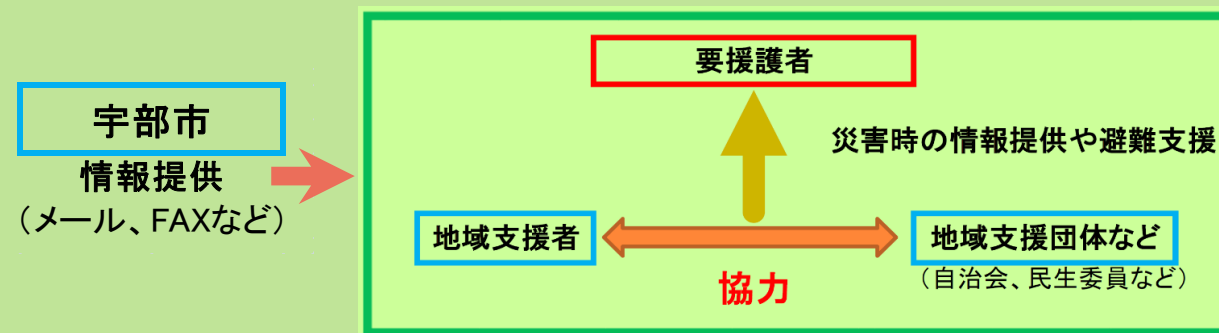 宇部市
情報提供
（メール、FAXなど）
要援護者
災害時の情報提供や避難支援
地域支援者
協力
地域支援団体など
（自治会、民生委員など）